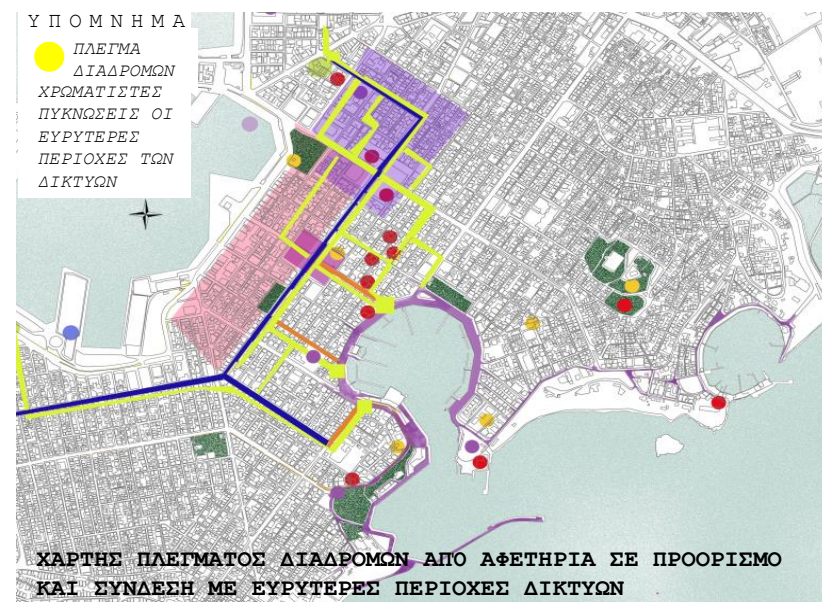 ΥΠΟΜΝΗΜΑ
ΠΛΕΓΜΑ
ΔΙΑΔΡΟΜΩΝ
ΧΡΩΜΑΤΙΣΤΕΣ
ΠΥΚΝΩΣΕΙΣ ΟΙ
ΕΥΡΥΤΕΡΕΣ
ΠΕΡΙΟΧΕΣ ΤΩΝ
ΔΙΚΤΥΩΝ
ΧΑΡΤΗΣ ΠΛΕΓΜΑΤΟΣ ΔΙΑΔΡΟΜΩΝ ΑΠΟ ΑΦΕΤΗΡΙΑ ΣΕ ΠΡΟΟΡΙΣΜΟ
ΚΑΙ ΣΥΝΔΕΣΗ ΜΕ ΕΥΡΥΤΕΡΕΣ ΠΕΡΙΟΧΕΣ ΔΙΚΤΥΩΝ